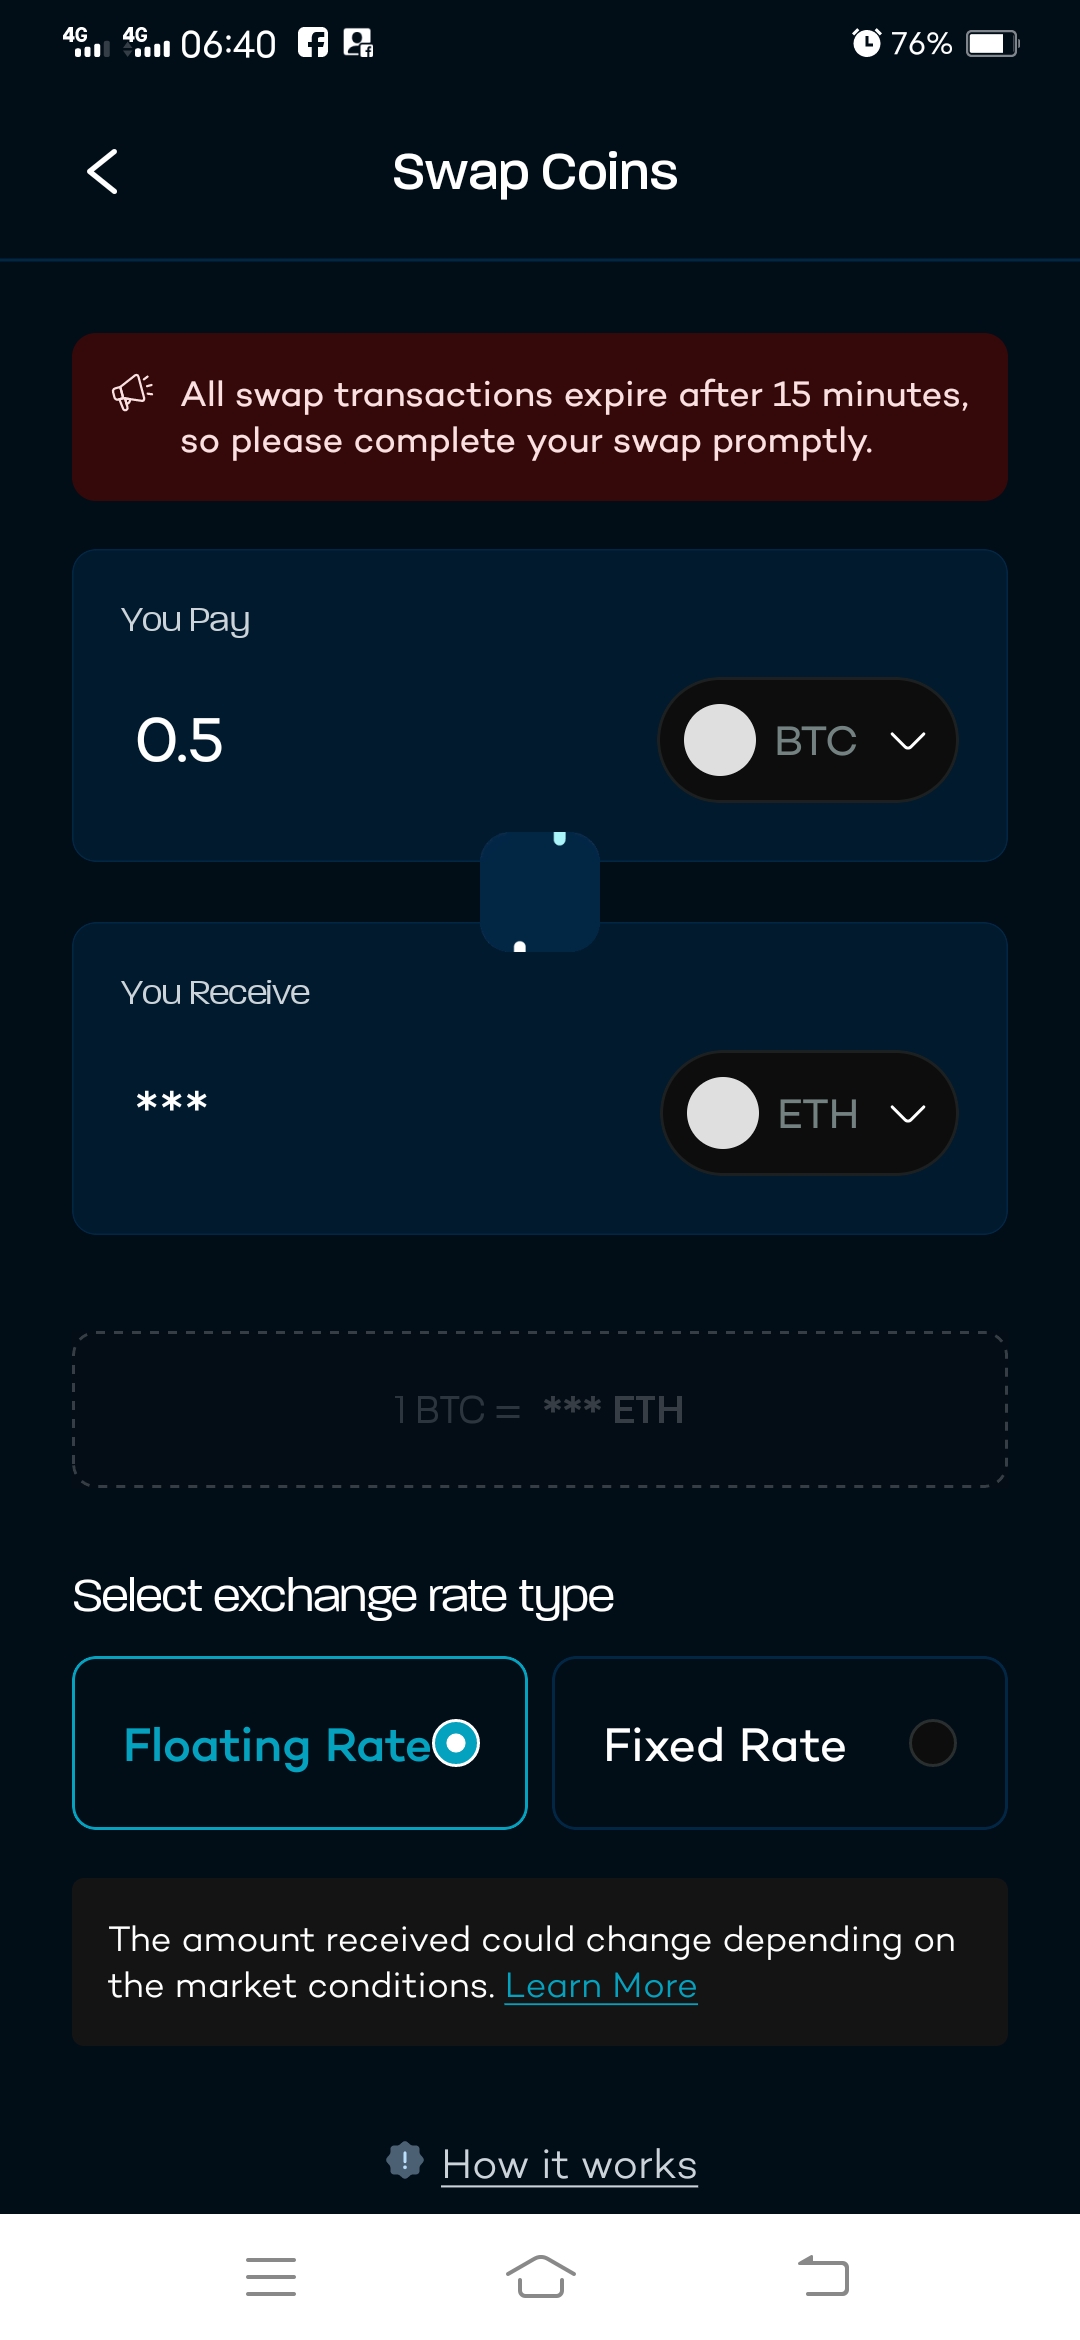 4G 4G 06:40 76%
Swap Coins
All swap transactions expire after 15 minutes,
so please complete your swap promptly.
You Pay
0.5 BTC
You Receive
*** ETH
1 BTC = *** ETH
Select exchange rate type
Floating Rate Fixed Rate
The amount received could change depending on
the market conditions. Learn More
How it works